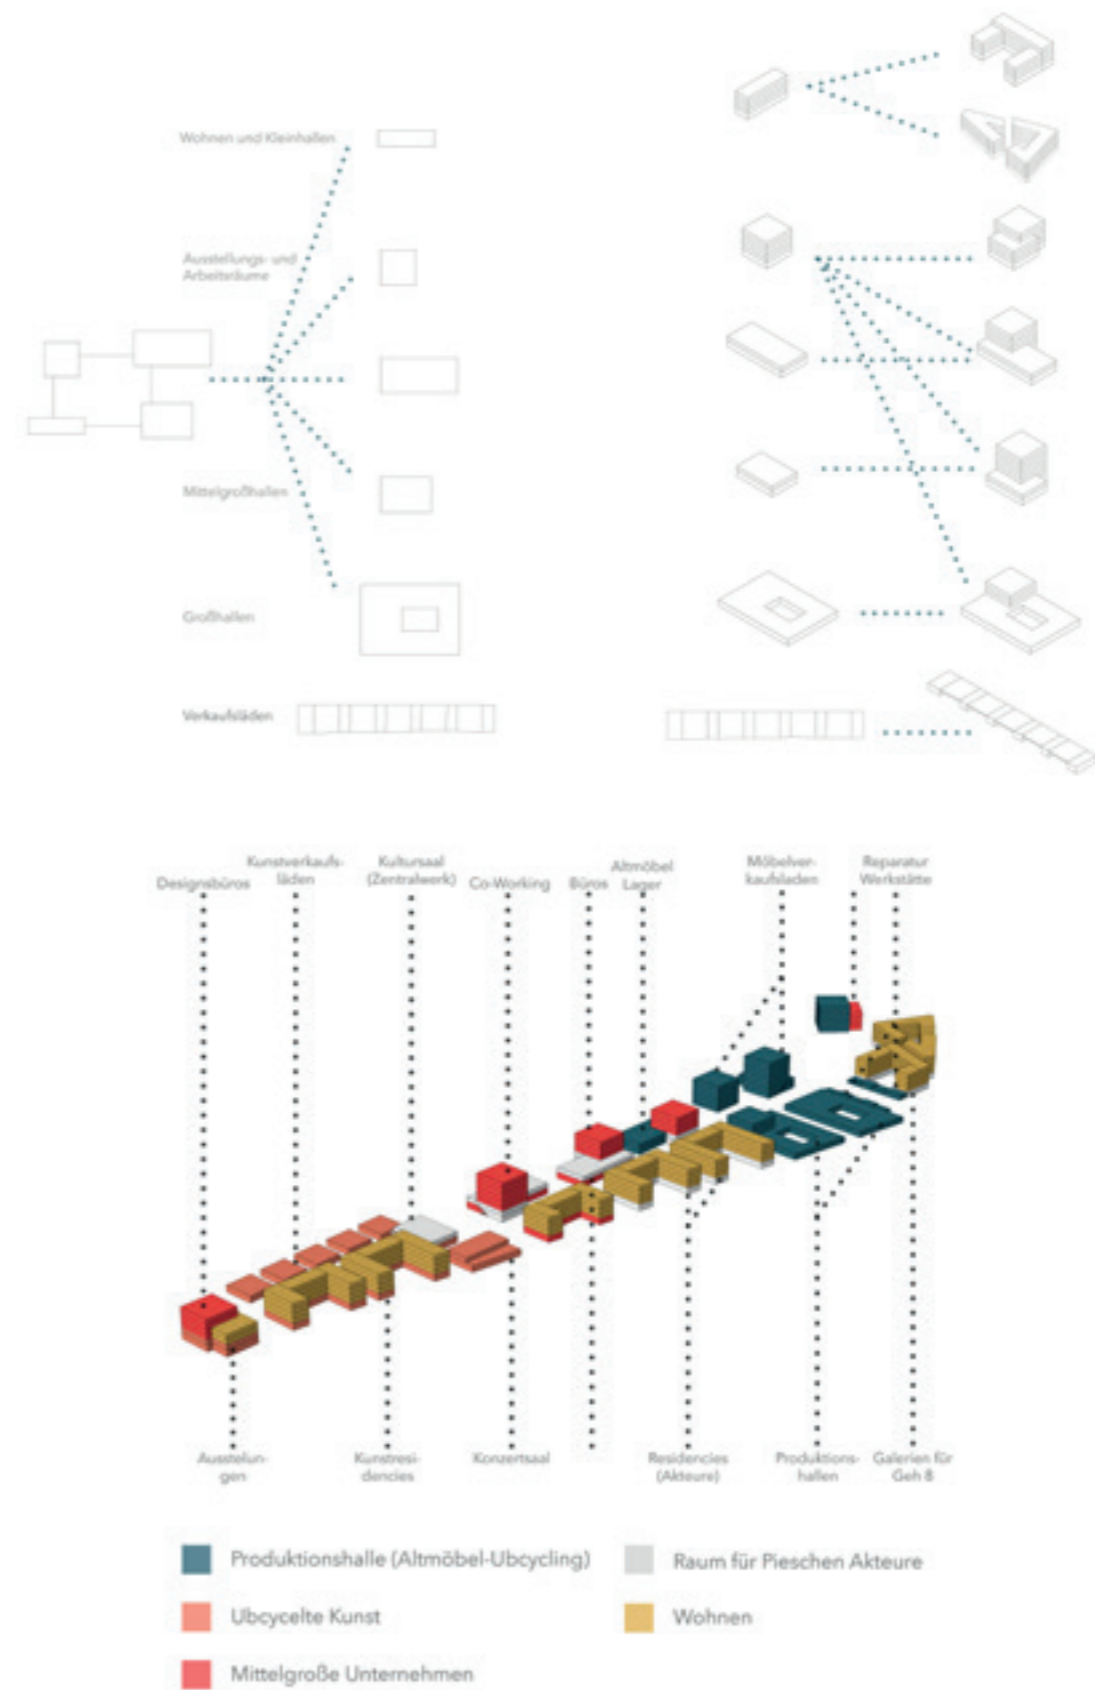 Wohnen und Kleinhallen
Ausstellungs- und
Arbeitsräume
Mittelgroßhallen
Großhallen
Verkaufsläden
Designsbüros
Kunstverkaufs-
läden
Kultursaal
(Zentralwerk)
Co-Working
Büros
Altmöbel
Lager
Möbelver-
kaufsladen
Reparatur
Werkstätte
Ausstelun-
gen
Kunstresi-
dencies
Konzertsaal
Residencies
(Akteure)
Produktions-
hallen
Galerien für
Geh 8
Produktionshalle (Altmöbel-Ubcycling)
Ubcycelte Kunst
Mittelgroße Unternehmen
Raum für Pieschen Akteure
Wohnen